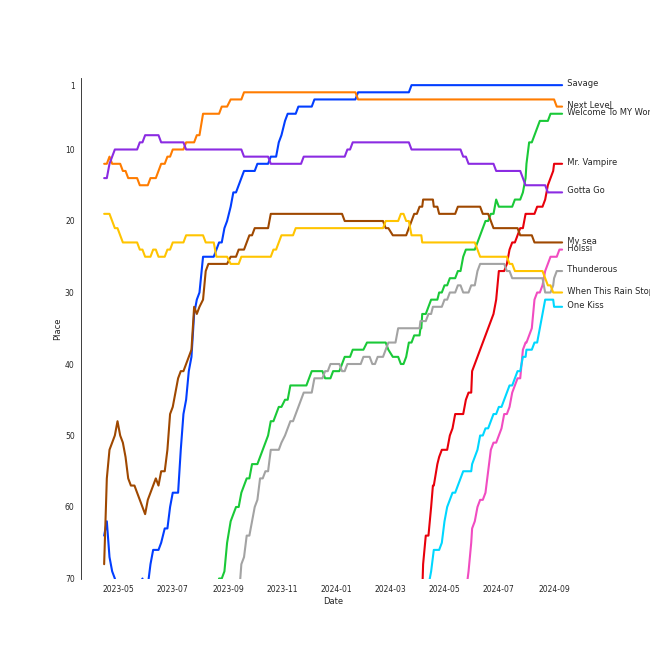 1
10
20
30
40
50
60
70
Place
2023-05
2023-07
2023-09
2023-11
2024-01
2024-03
2024-05
2024-07
2024-09
Date
Savage
Next Level
Welcome To MY Wor
Mr. Vampire
Gotta Go
My sea
Holssi
Thunderous
When This Rain Stop
One Kiss